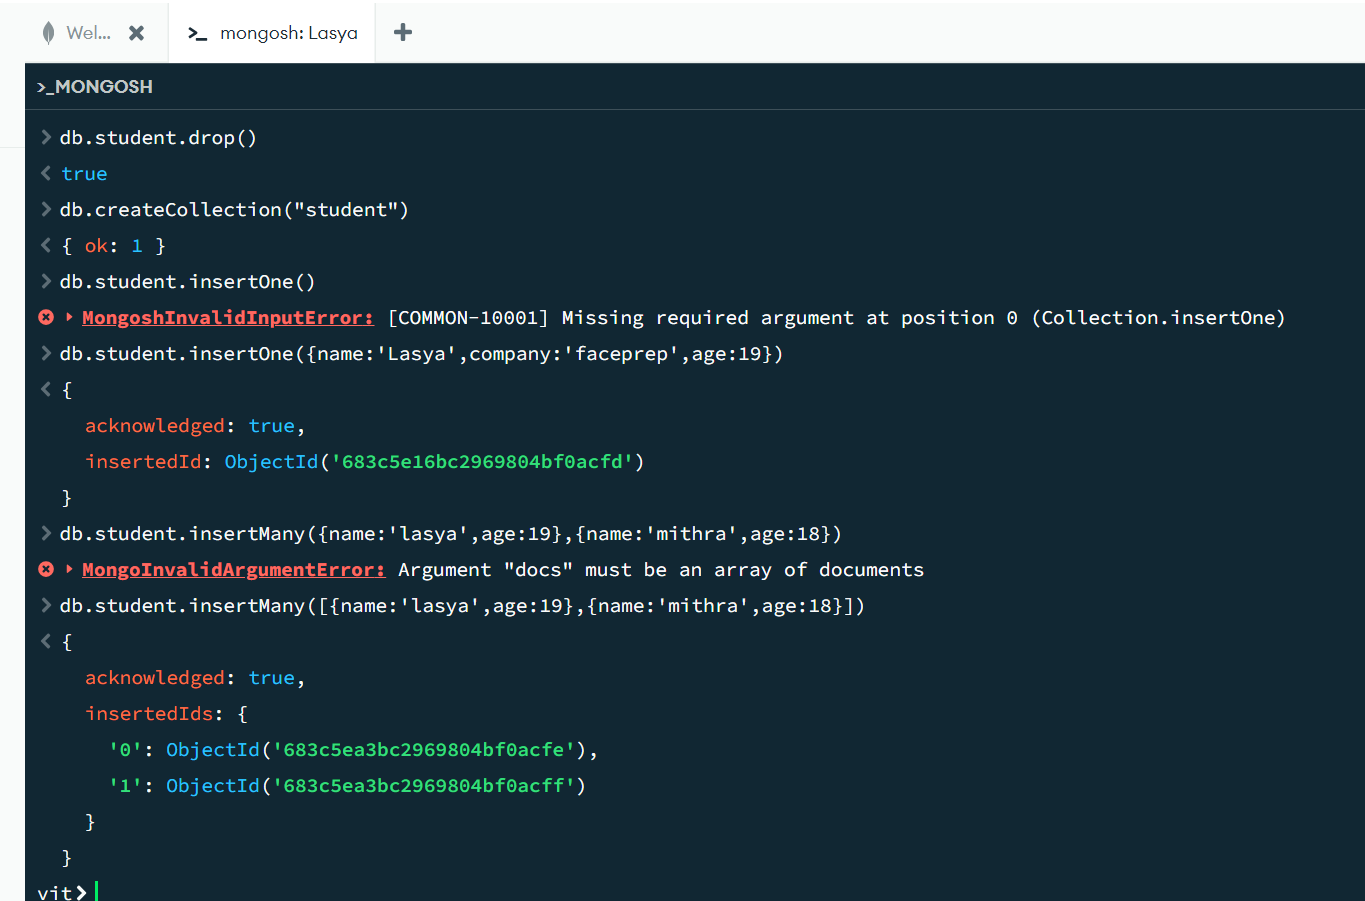 Wel...
>_ mongosh: Lasya
>_MONGOSH
> db.student.drop()
< true
> db.createCollection("student")
< { ok: 1 }
> db.student.insertOne()
MongoshInvalidInputError: [COMMON-10001] Missing required argument at position 0 (Collection.insertOne)
> db.student.insertOne({name:'Lasya',company:'faceprep',age:19})
< {
acknowledged: true,
insertedId: ObjectId('683c5e16bc2969804bf0acfd')
}
> db.student.insertMany({name:'lasya',age:19},{name:'mithra',age:18})
MongoInvalidArgumentError: Argument "docs" must be an array of documents
> db.student.insertMany([{name:'lasya',age:19},{name:'mithra',age:18}])
< {
acknowledged: true,
insertedIds: {
'0': ObjectId('683c5ea3bc2969804bf0acfe'),
'1': ObjectId('683c5ea3bc2969804bf0acff')
}
}
vit>